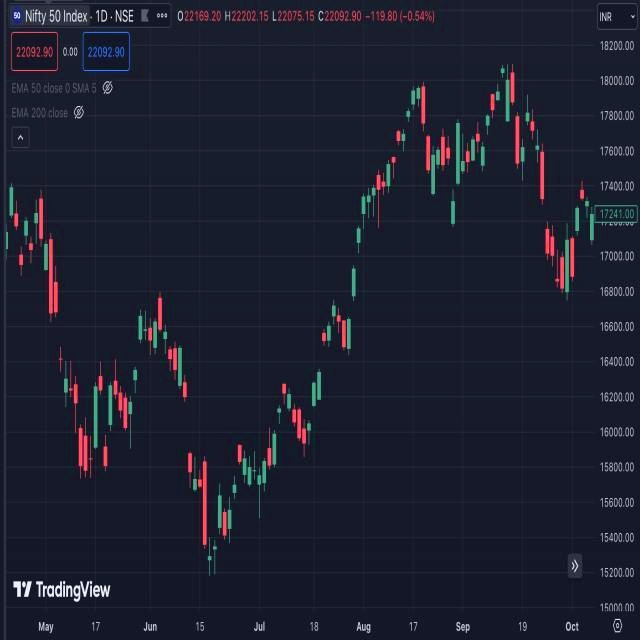 50 Nifty 50 Index · 1D · NSE ••• O22169.20 H22202.15 L22075.15 C22092.90 −119.80 (−0.54%) INR
22092.90 0.00 22092.90
EMA 50 close 0 SMA 5
EMA 200 close
18200.00
18000.00
17800.00
17600.00
17400.00
17241.00
17000.00
16800.00
16600.00
16400.00
16200.00
16000.00
15800.00
15600.00
15400.00
15200.00
15000.00
TradingView
May 17 Jun 15 Jul 18 Aug 17 Sep 19 Oct